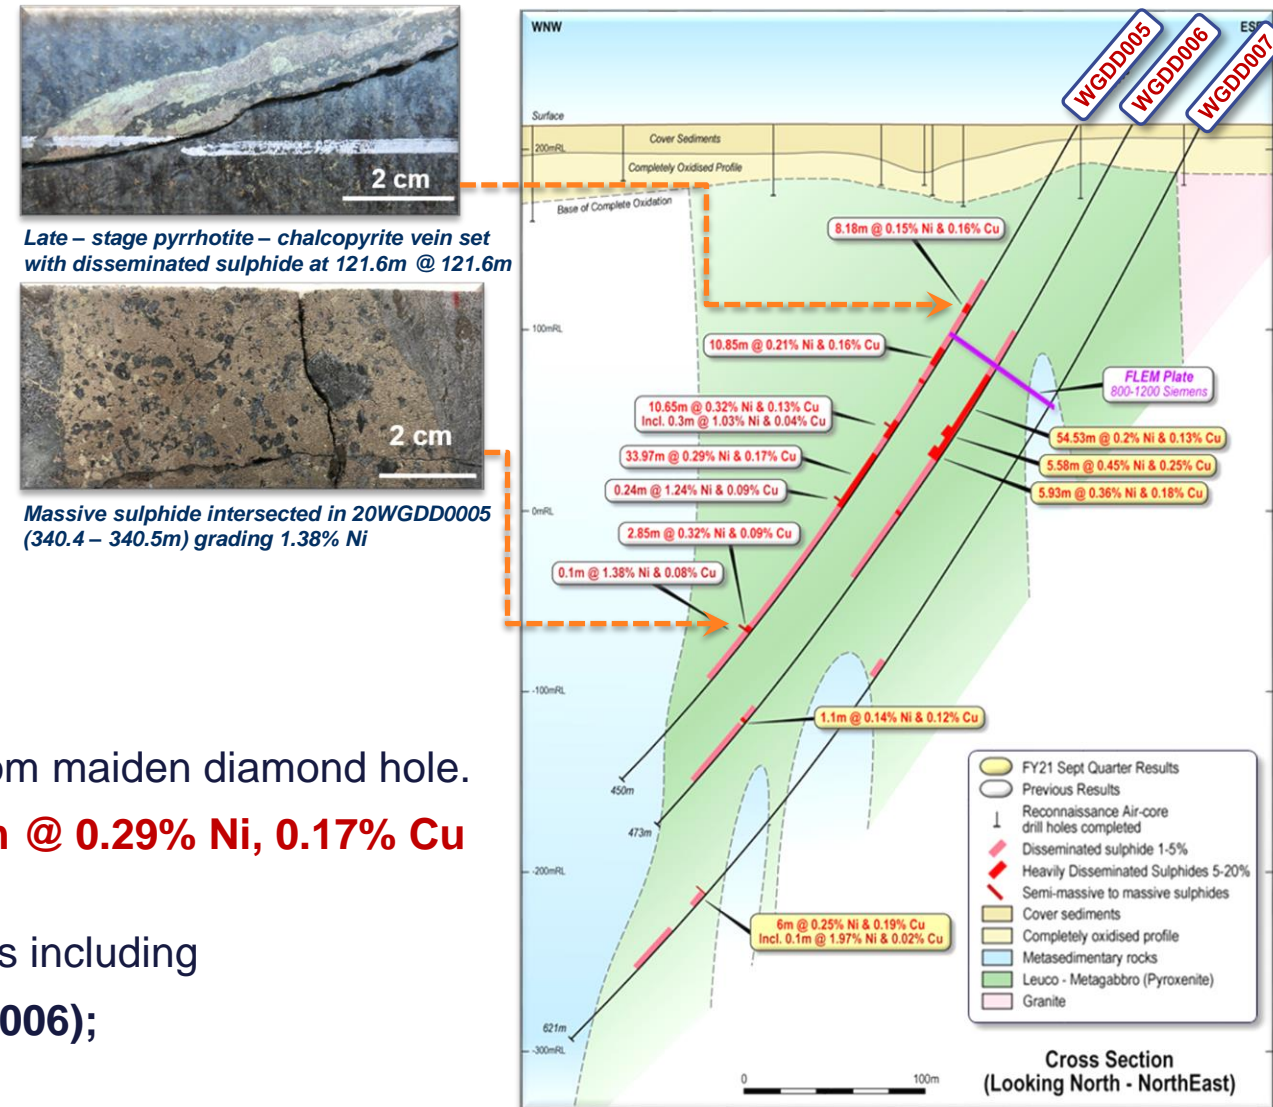 2 cm
Late – stage pyrrhotite – chalcopyrite vein set
with disseminated sulphide at 121.6m @ 121.6m
2 cm
Massive sulphide intersected in 20WGDD0005
(340.4 – 340.5m) grading 1.38% Ni
om maiden diamond hole.
@ 0.29% Ni, 0.17% Cu
s including
006);
WNW
WGDD005
WGDD006
WGDD007
Surface
Cover Sediments
200mRL
Completely Oxidised Profile
Base of Complete Oxidation
8.18m @ 0.15% Ni & 0.16% Cu
100mRL
10.85m @ 0.21% Ni & 0.16% Cu
FLEM Plate
800-1200 Siemens
10.65m @ 0.32% Ni & 0.13% Cu
Incl. 0.3m @ 1.03% Ni & 0.04% Cu
54.53m @ 0.2% Ni & 0.13% Cu
33.97m @ 0.29% Ni & 0.17% Cu
5.58m @ 0.45% Ni & 0.25% Cu
0.24m @ 1.24% Ni & 0.09% Cu
5.93m @ 0.36% Ni & 0.18% Cu
0mRL
2.85m @ 0.32% Ni & 0.09% Cu
0.1m @ 1.38% Ni & 0.08% Cu
-100mRL
1.1m @ 0.14% Ni & 0.12% Cu
450m
473m
-200mRL
6m @ 0.25% Ni & 0.19% Cu
Incl. 0.1m @ 1.97% Ni & 0.02% Cu
621m
-300mRL
FY21 Sept Quarter Results
Previous Results
Reconnaissance Air-core
drill holes completed
Disseminated sulphide 1-5%
Heavily Disseminated Sulphides 5-20%
Semi-massive to massive sulphides
Cover sediments
Completely oxidised profile
Metasedimentary rocks
Leuco - Metagabbro (Pyroxenite)
Granite
0 100m
Cross Section
(Looking North - NorthEast)